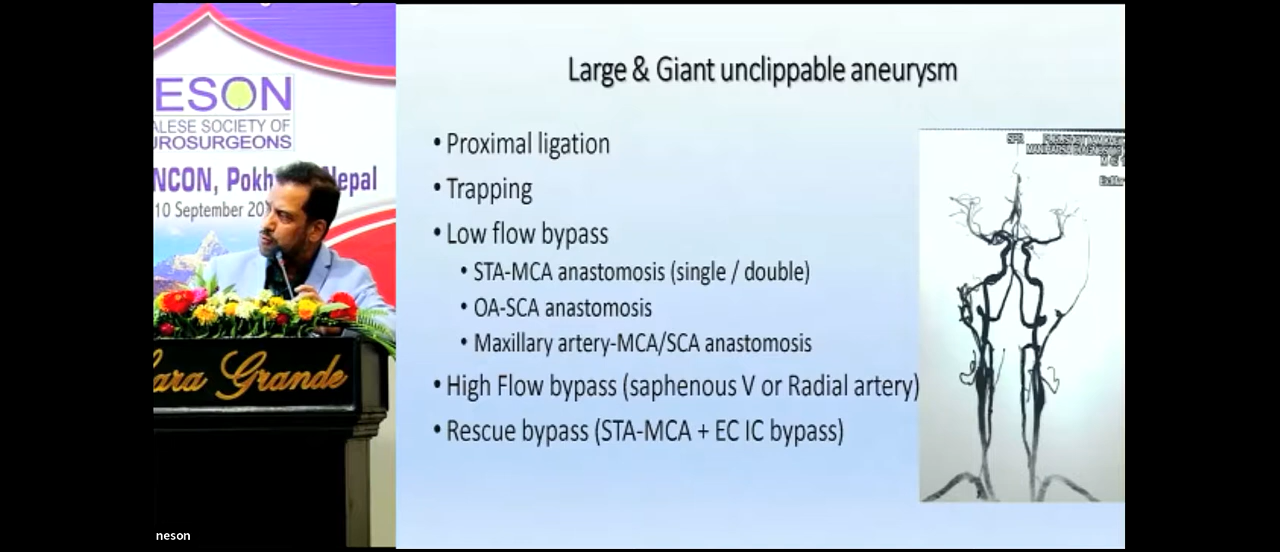 ESON
ALESE SOCIETY OF
UROSURGEONS
NCON, Pokh Nepal
10 September 20
ara Grande
neson
Large & Giant unclippable aneurysm
• Proximal ligation
• Trapping
• Low flow bypass
• STA-MCA anastomosis (single / double)
• OA-SCA anastomosis
• Maxillary artery-MCA/SCA anastomosis
• High Flow bypass (saphenous V or Radial artery)
• Rescue bypass (STA-MCA + EC IC bypass)